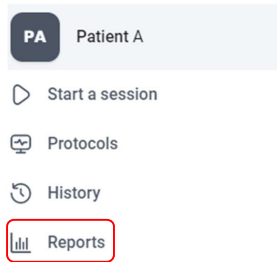 PA Patient A
Start a session
Protocols
History
Reports